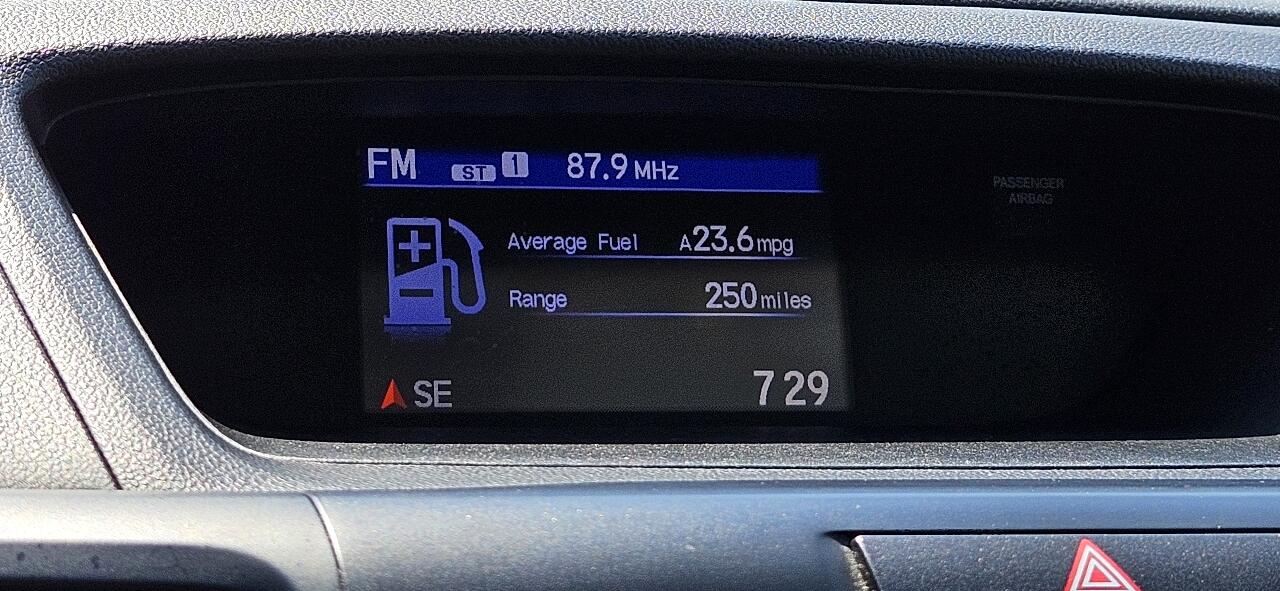 FM ST 1 87.9 MHz
Average Fuel A23.6 mpg
Range 250 miles
SE 7 29
PASSENGER
AIRBAG